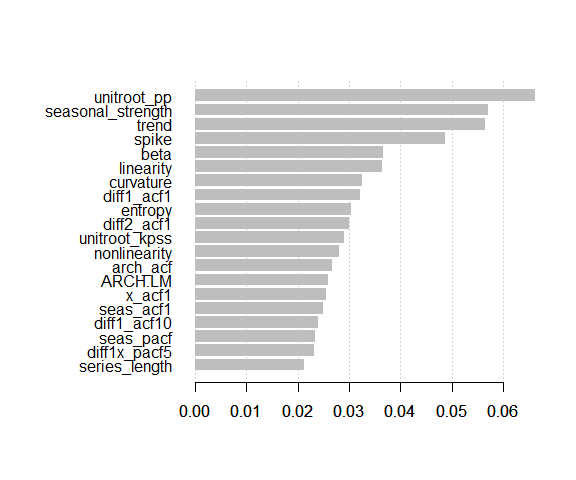 unitroot_pp
seasonal_strength
trend
spike
beta
linearity
curvature
diff1_acf1
entropy
diff2_acf1
unitroot_kpss
nonlinearity
arch_acf
ARCH.LM
x_acf1
seas_acf1
diff1_acf10
seas_pacf
diff1x_pacf5
series_length
0.00 0.01 0.02 0.03 0.04 0.05 0.06